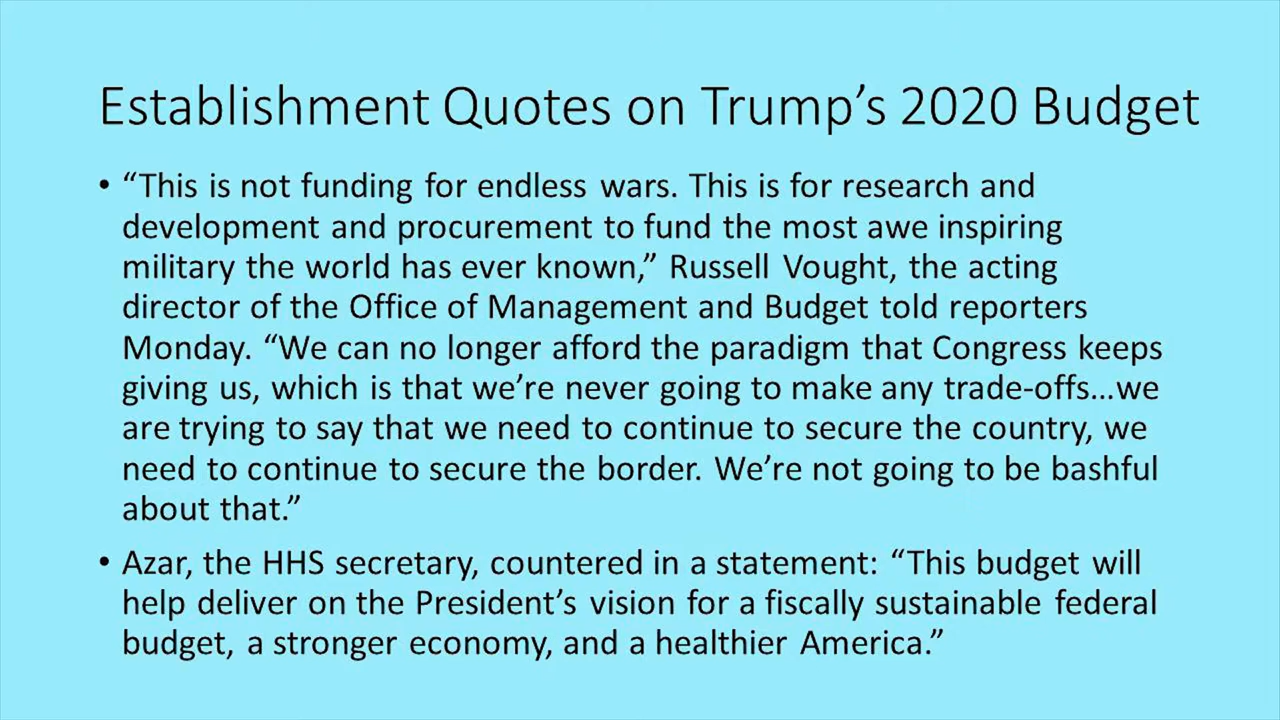 Establishment Quotes on Trump’s 2020 Budget
• “This is not funding for endless wars. This is for research and
development and procurement to fund the most awe inspiring
military the world has ever known,” Russell Vought, the acting
director of the Office of Management and Budget told reporters
Monday. “We can no longer afford the paradigm that Congress keeps
giving us, which is that we’re never going to make any trade-offs…we
are trying to say that we need to continue to secure the country, we
need to continue to secure the border. We’re not going to be bashful
about that.”
• Azar, the HHS secretary, countered in a statement: “This budget will
help deliver on the President’s vision for a fiscally sustainable federal
budget, a stronger economy, and a healthier America.”